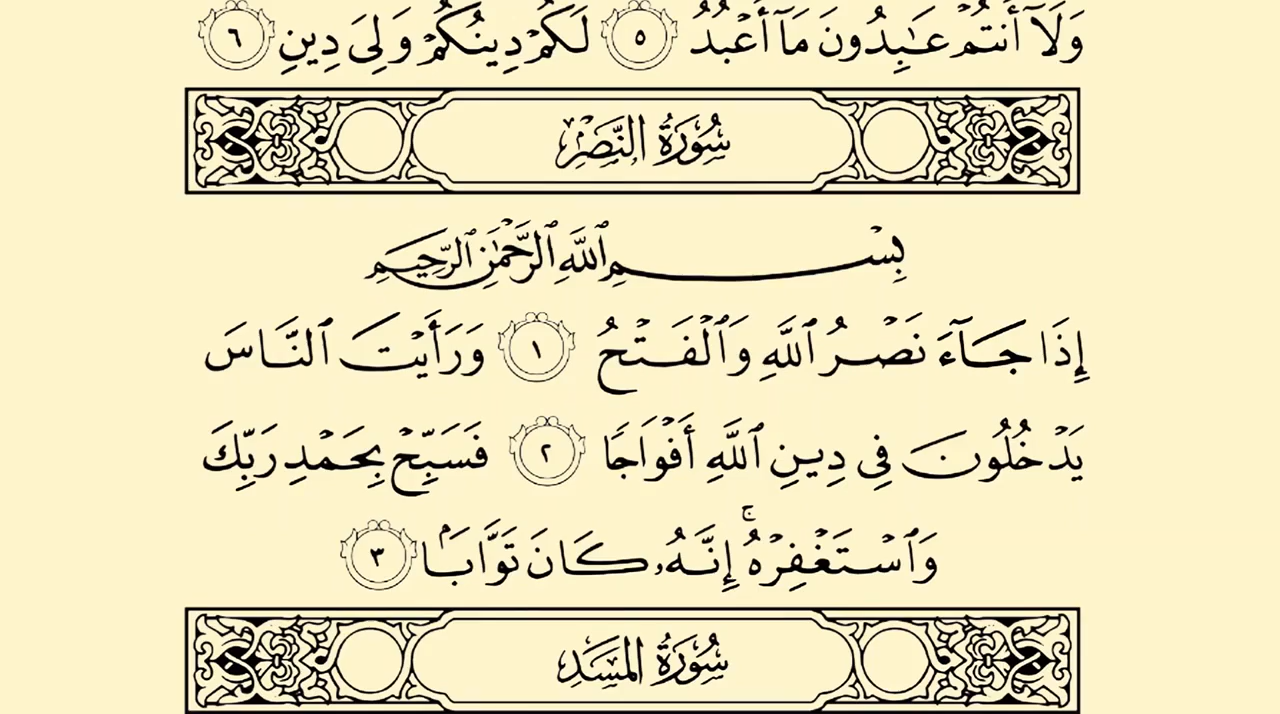 وَلَآ أَنتُمْ عَـٰبِدُونَ مَآ أَعْبُدُ ٥ لَكُمْ دِينُكُمْ وَلِىَ دِينِ ٦
سُورَةُ النَّصْرِ
بِسْمِ ٱللَّهِ ٱلرَّحْمَـٰنِ ٱلرَّحِيمِ
إِذَا جَآءَ نَصْرُ ٱللَّهِ وَٱلْفَتْحُ ١ وَرَأَيْتَ ٱلنَّاسَ
يَدْخُلُونَ فِى دِينِ ٱللَّهِ أَفْوَاجًا ٢ فَسَبِّحْ بِحَمْدِ رَبِّكَ
وَٱسْتَغْفِرْهُ ۚ إِنَّهُۥ كَانَ تَوَّابًۢا ٣
سُورَةُ المَسَدِ